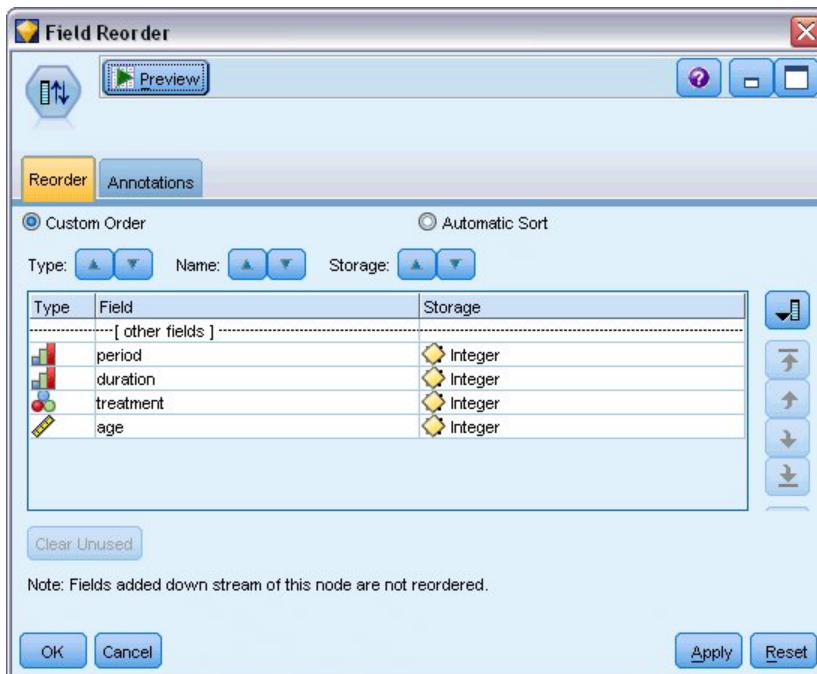 Field Reorder
Preview
Reorder Annotations
Custom Order Automatic Sort
Type: Name: Storage:
Type Field Storage
[ other fields ]
period Integer
duration Integer
treatment Integer
age Integer
Clear Unused
Note: Fields added down stream of this node are not reordered.
OK Cancel Apply Reset